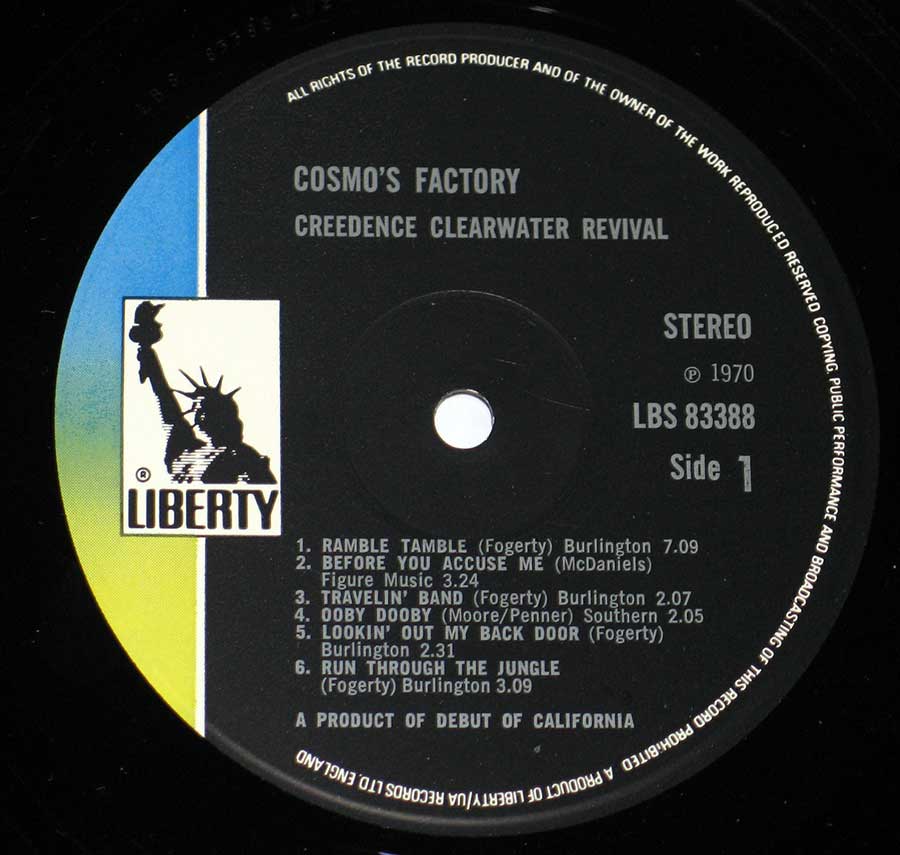 ALL RIGHTS OF THE RECORD PRODUCER AND OF THE OWNER OF THE WORK REPRODUCED RESERVED COPYING, PUBLIC PERFORMANCE AND BROADCASTING OF THIS RECORD PROHIBITED A PRODUCT OF LIBERTY/UA RECORDS LTD. ENGLAND
COSMO'S FACTORY
CREEDENCE CLEARWATER REVIVAL
STEREO
℗ 1970
LBS 83388
Side 1
®
LIBERTY
1. RAMBLE TAMBLE (Fogerty) Burlington 7.09
2. BEFORE YOU ACCUSE ME (McDaniels)
Figure Music 3.24
3. TRAVELIN' BAND (Fogerty) Burlington 2.07
4. OOBY DOOBY (Moore/Penner) Southern 2.05
5. LOOKIN' OUT MY BACK DOOR (Fogerty)
Burlington 2.31
6. RUN THROUGH THE JUNGLE
(Fogerty) Burlington 3.09
A PRODUCT OF DEBUT OF CALIFORNIA